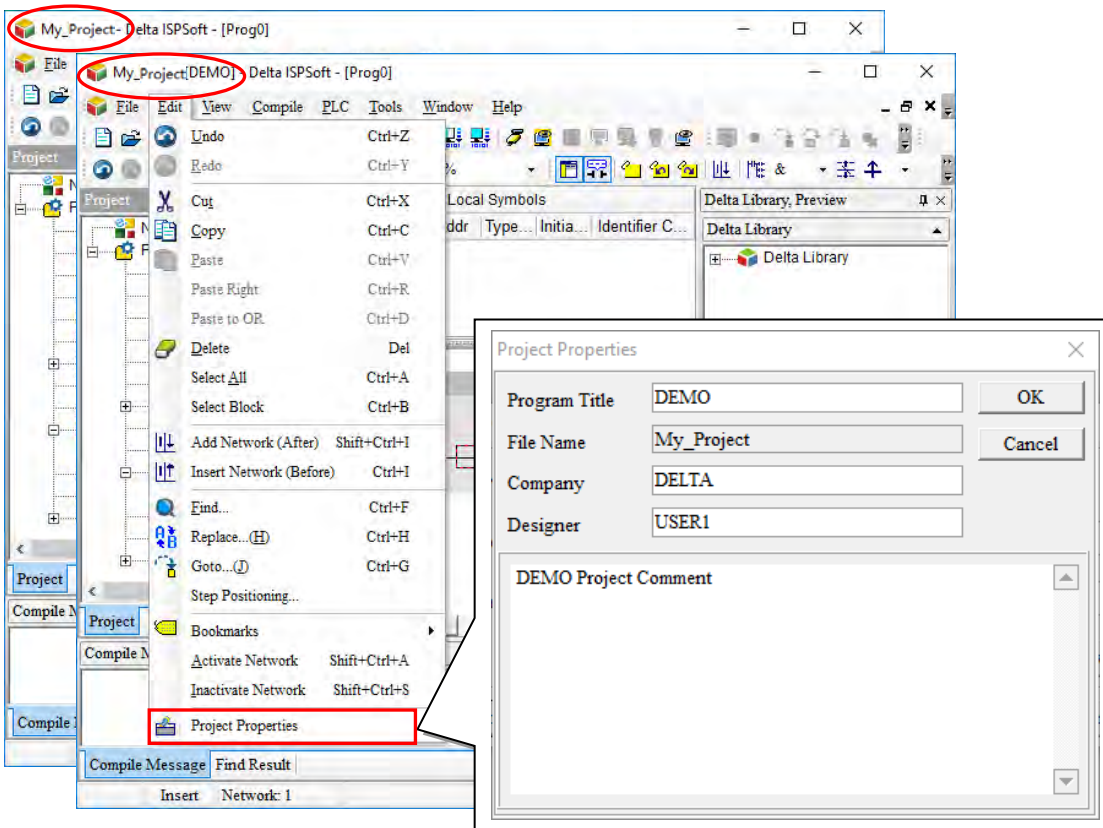 My_Project- Delta ISPSoft - [Prog0]
File
Project
My_Project[DEMO] - Delta ISPSoft - [Prog0]
File Edit View Compile PLC Tools Window Help
Project
Undo Ctrl+Z
Redo Ctrl+Y
Cut Ctrl+X
Copy Ctrl+C
Paste Ctrl+V
Paste Right Ctrl+R
Paste to OR Ctrl+D
Delete Del
Select All Ctrl+A
Select Block Ctrl+B
Add Network (After) Shift+Ctrl+I
Insert Network (Before) Ctrl+I
Find... Ctrl+F
Replace...(H) Ctrl+H
Goto...(J) Ctrl+G
Step Positioning...
Bookmarks
Activate Network Shift+Ctrl+A
Inactivate Network Shift+Ctrl+S
Project Properties
Local Symbols
Type... Initia... Identifier C...
Delta Library, Preview
Delta Library
Delta Library
Project
Compile
Compile
Project
Compile
Compile Message Find Result
Insert Network: 1
Project Properties
Program Title DEMO OK
File Name My_Project Cancel
Company DELTA
Designer USER1
DEMO Project Comment